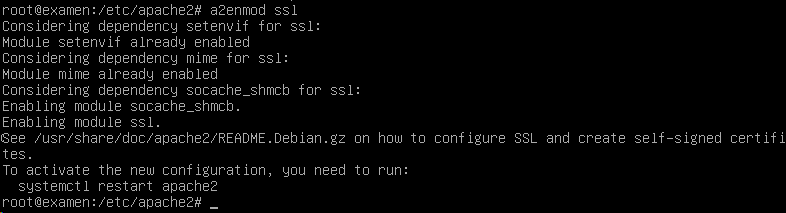 root@examen:/etc/apache2# a2enmod ssl
Considering dependency setenvif for ssl:
Module setenvif already enabled
Considering dependency mime for ssl:
Module mime already enabled
Considering dependency socache_shmcb for ssl:
Enabling module socache_shmcb.
Enabling module ssl.
See /usr/share/doc/apache2/README.Debian.gz on how to configure SSL and create self-signed certifi
tes.
To activate the new configuration, you need to run:
  systemctl restart apache2
root@examen:/etc/apache2# _